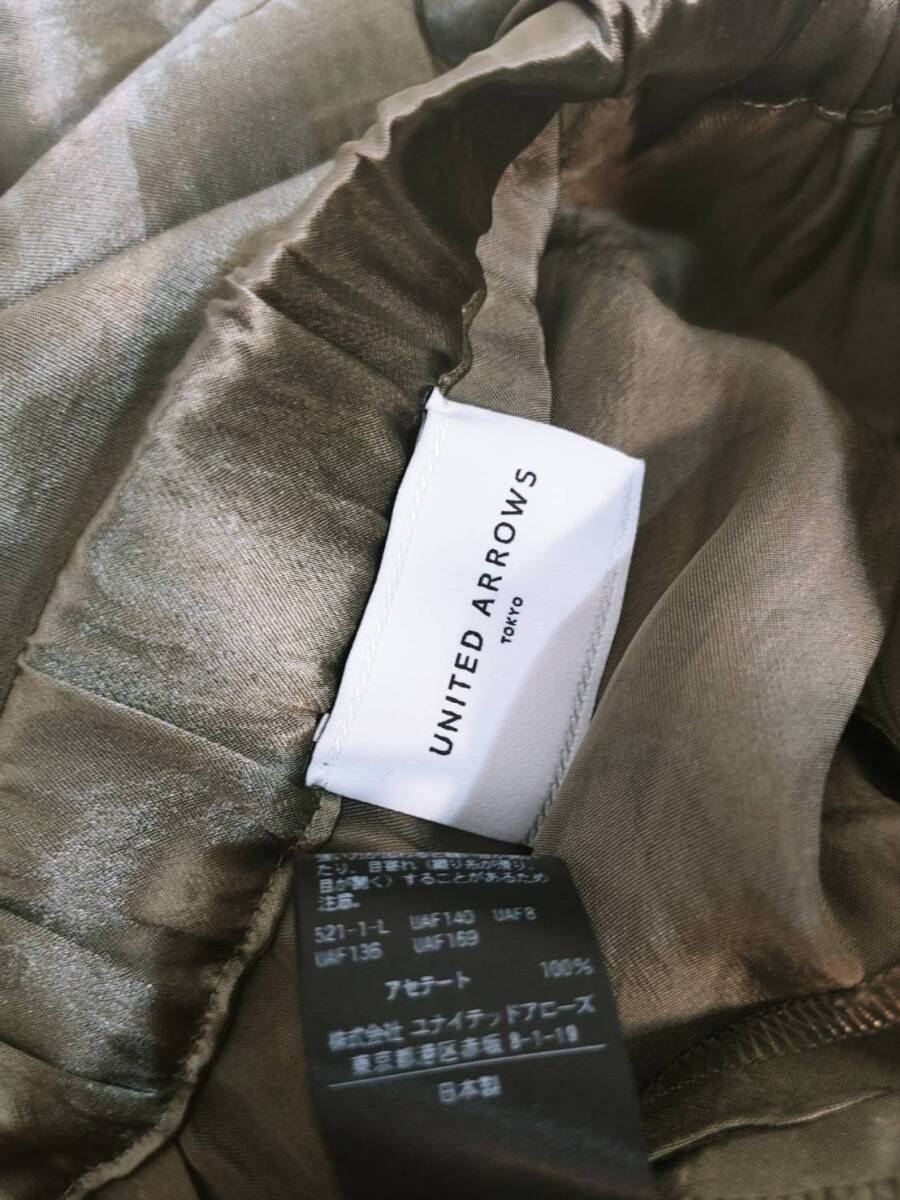 UNITED ARROWS
TOKYO
たり、目寄れ（織り糸が滑り、
目が開く）することがあるため
注意。
S21-1-L UAF140 UAF8
UAF136 UAF169
アセテート 100%
株式会社 ユナイテッドアローズ
東京都港区赤坂 8-1-19
日本製